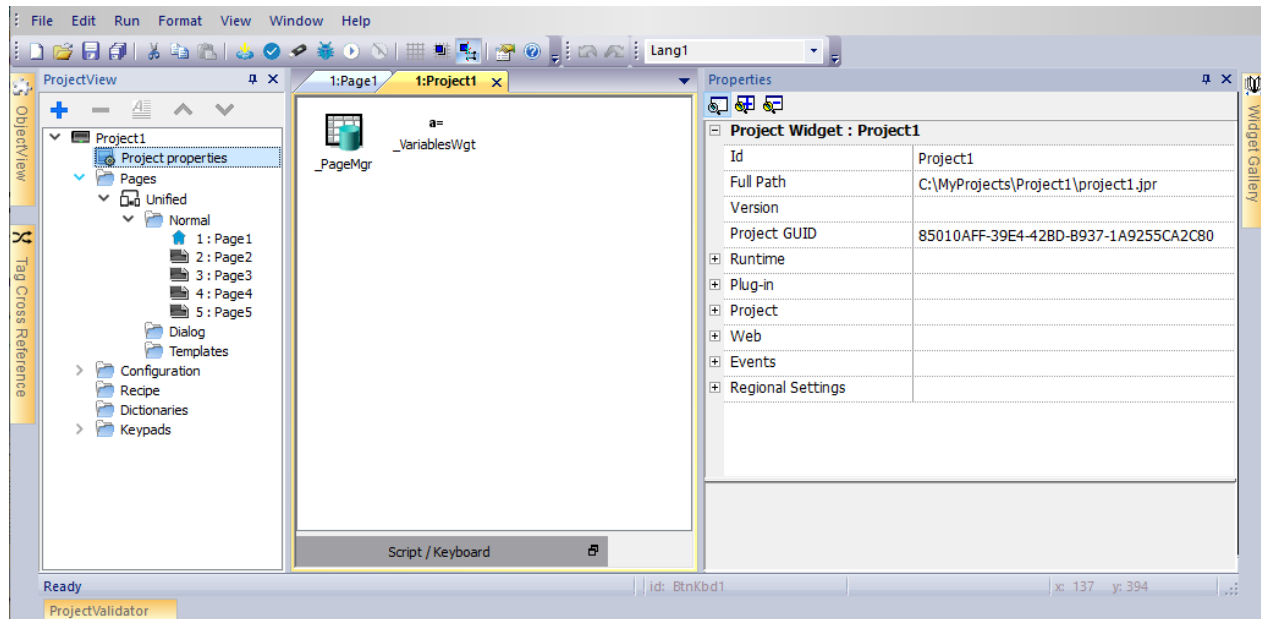 File Edit Run Format View Window Help
Lang1
ProjectView
1:Page1 1:Project1
Properties
ObjectView
Tag Cross Reference
Project1
Project properties
Pages
Unified
Normal
1 : Page1
2 : Page2
3 : Page3
4 : Page4
5 : Page5
Dialog
Templates
Configuration
Recipe
Dictionaries
Keypads
_PageMgr
a=
_VariablesWgt
Script / Keyboard
Project Widget : Project1
Id Project1
Full Path C:\MyProjects\Project1\project1.jpr
Version
Project GUID 85010AFF-39E4-42BD-B937-1A9255CA2C80
Runtime
Plug-in
Project
Web
Events
Regional Settings
Widget Gallery
Ready
id: BtnKbd1
x: 137 y: 394
ProjectValidator